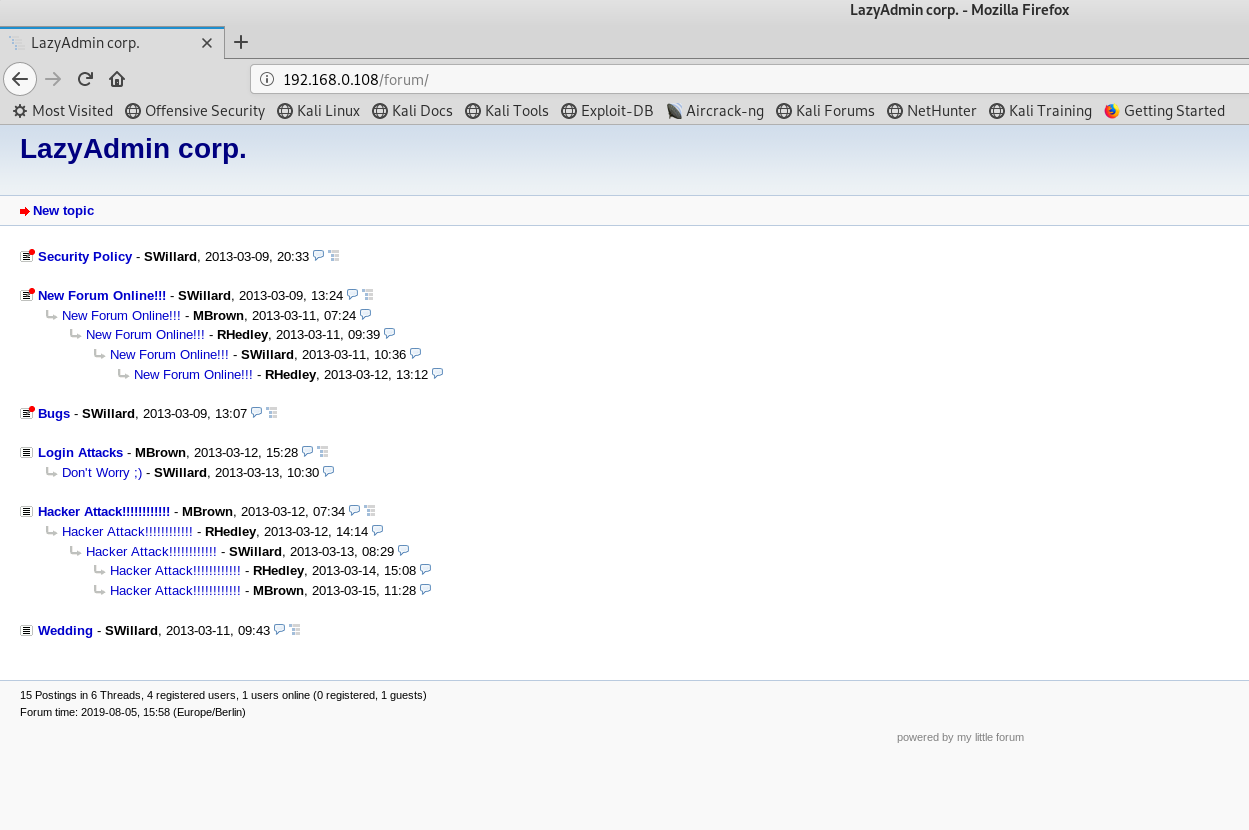 LazyAdmin corp. - Mozilla Firefox
LazyAdmin corp.
192.168.0.108/forum/
Most Visited Offensive Security Kali Linux Kali Docs Kali Tools Exploit-DB Aircrack-ng Kali Forums NetHunter Kali Training Getting Started
LazyAdmin corp.
New topic
Security Policy - SWillard, 2013-03-09, 20:33
New Forum Online!!! - SWillard, 2013-03-09, 13:24
New Forum Online!!! - MBrown, 2013-03-11, 07:24
New Forum Online!!! - RHedley, 2013-03-11, 09:39
New Forum Online!!! - SWillard, 2013-03-11, 10:36
New Forum Online!!! - RHedley, 2013-03-12, 13:12
Bugs - SWillard, 2013-03-09, 13:07
Login Attacks - MBrown, 2013-03-12, 15:28
Don't Worry ;) - SWillard, 2013-03-13, 10:30
Hacker Attack!!!!!!!!!!!! - MBrown, 2013-03-12, 07:34
Hacker Attack!!!!!!!!!!!! - RHedley, 2013-03-12, 14:14
Hacker Attack!!!!!!!!!!!! - SWillard, 2013-03-13, 08:29
Hacker Attack!!!!!!!!!!!! - RHedley, 2013-03-14, 15:08
Hacker Attack!!!!!!!!!!!! - MBrown, 2013-03-15, 11:28
Wedding - SWillard, 2013-03-11, 09:43
15 Postings in 6 Threads, 4 registered users, 1 users online (0 registered, 1 guests)
Forum time: 2019-08-05, 15:58 (Europe/Berlin)
powered by my little forum